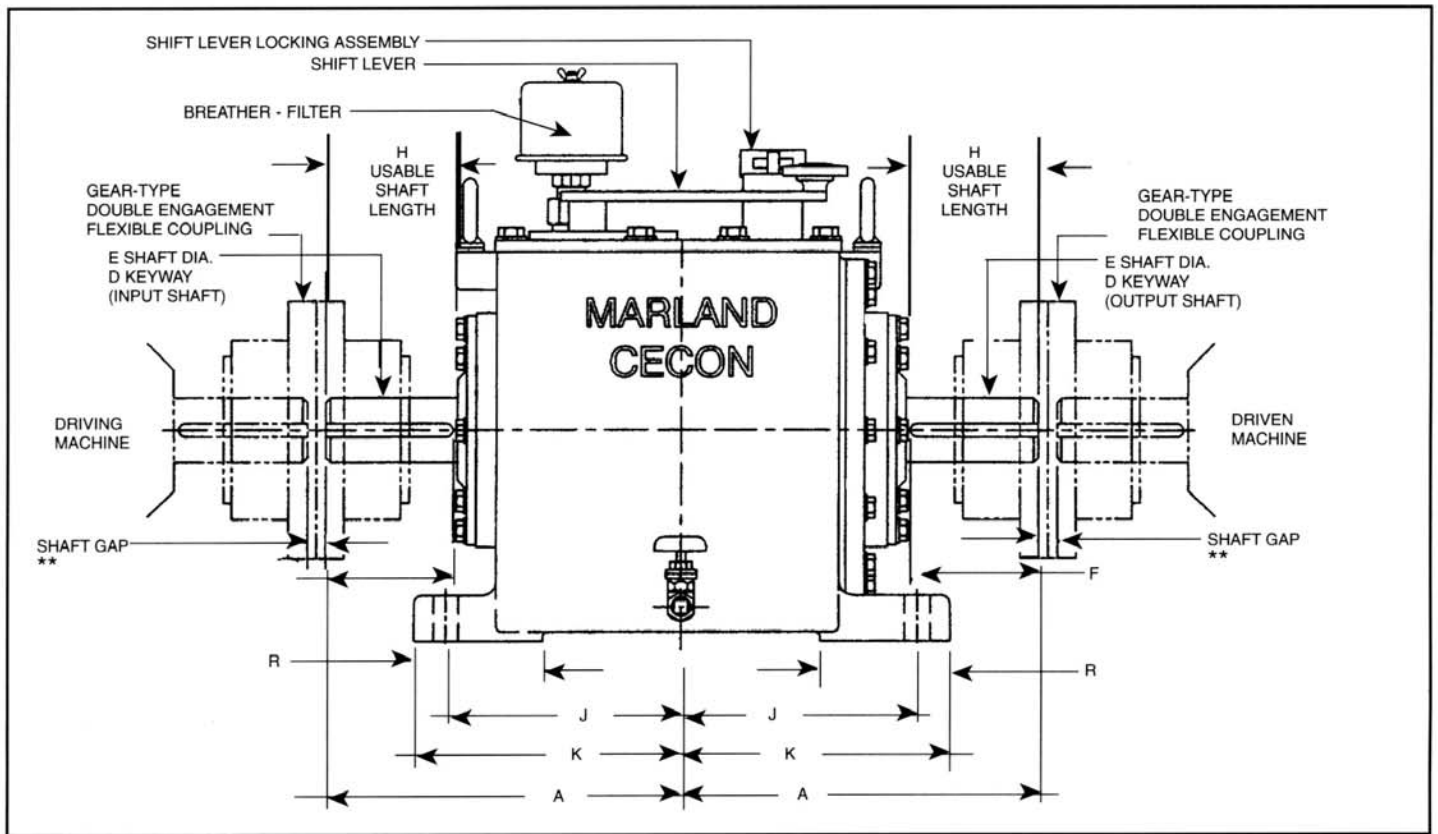 SHIFT LEVER LOCKING ASSEMBLY
SHIFT LEVER
BREATHER - FILTER
H
USABLE
SHAFT
LENGTH
H
USABLE
SHAFT
LENGTH
GEAR-TYPE
DOUBLE ENGAGEMENT
FLEXIBLE COUPLING
GEAR-TYPE
DOUBLE ENGAGEMENT
FLEXIBLE COUPLING
E SHAFT DIA.
D KEYWAY
(INPUT SHAFT)
E SHAFT DIA.
D KEYWAY
(OUTPUT SHAFT)
MARLAND
CECON
DRIVING
MACHINE
DRIVEN
MACHINE
SHAFT GAP
**
SHAFT GAP
**
F
R
R
J
J
K
K
A
A